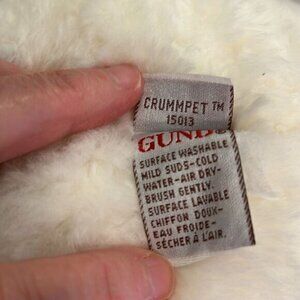 CRUMMPET ™
15013
GUND
SURFACE WASHABLE
MILD SUDS-COLD
WATER-AIR DRY-
BRUSH GENTLY.
SURFACE LAVABLE
CHIFFON DOUX-
EAU FROIDE-
SÉCHER À L'AIR.